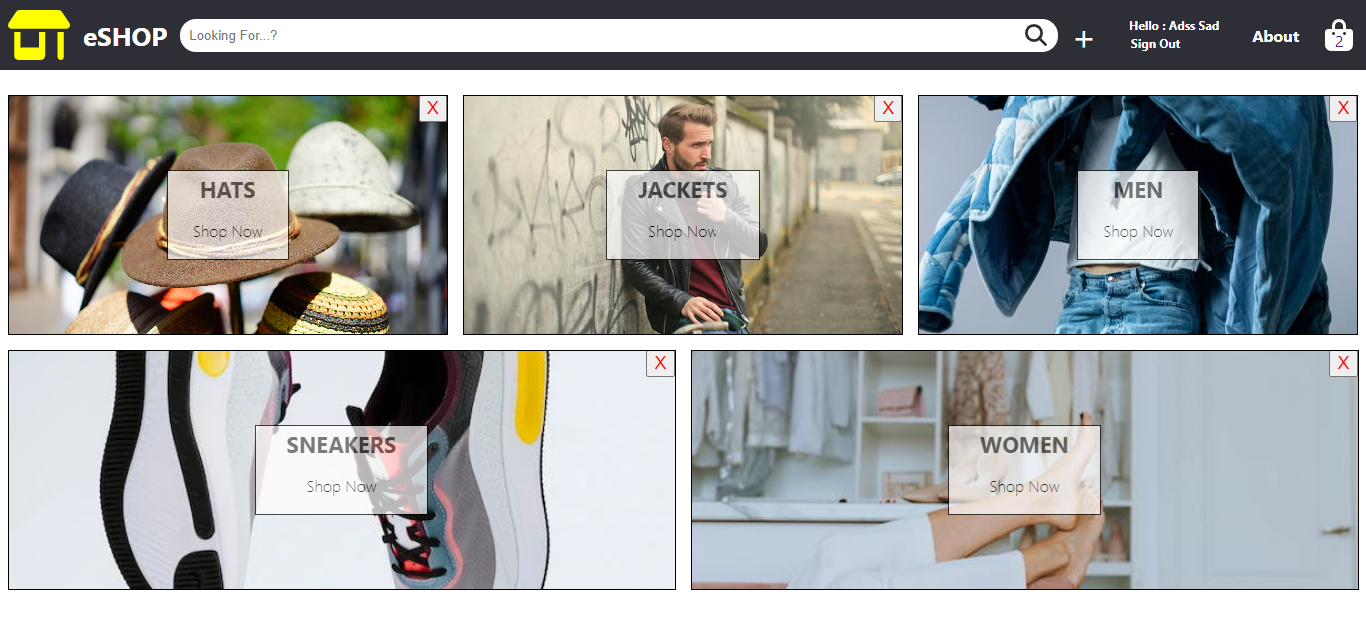 eSHOP
Looking For...?
+
Hello : Adss Sad
Sign Out
About
2
X
HATS
Shop Now
X
JACKETS
Shop Now
X
MEN
Shop Now
X
SNEAKERS
Shop Now
X
WOMEN
Shop Now